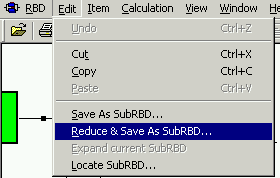 RBD Edit Item Calculation View Window Help
Undo Ctrl+Z
Cut Ctrl+X
Copy Ctrl+C
Paste Ctrl+V
Save As SubRBD...
Reduce & Save As SubRBD...
Expand current SubRBD
Locate SubRBD...